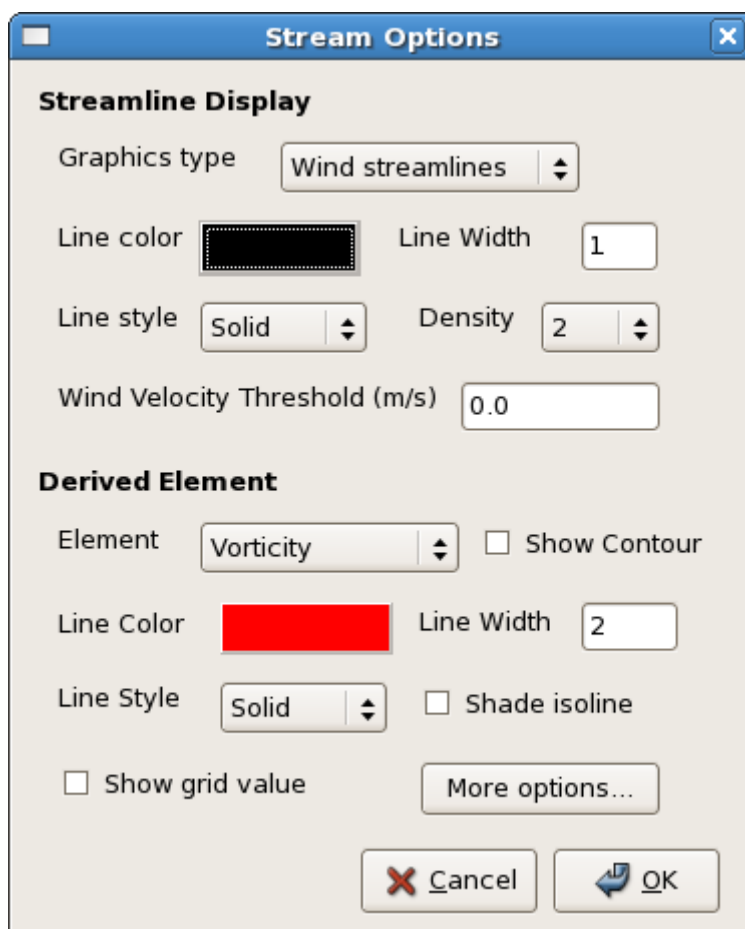 Stream Options
Streamline Display
Graphics type Wind streamlines
Line color Line Width 1
Line style Solid Density 2
Wind Velocity Threshold (m/s) 0.0
Derived Element
Element Vorticity Show Contour
Line Color Line Width 2
Line Style Solid Shade isoline
Show grid value More options...
Cancel OK